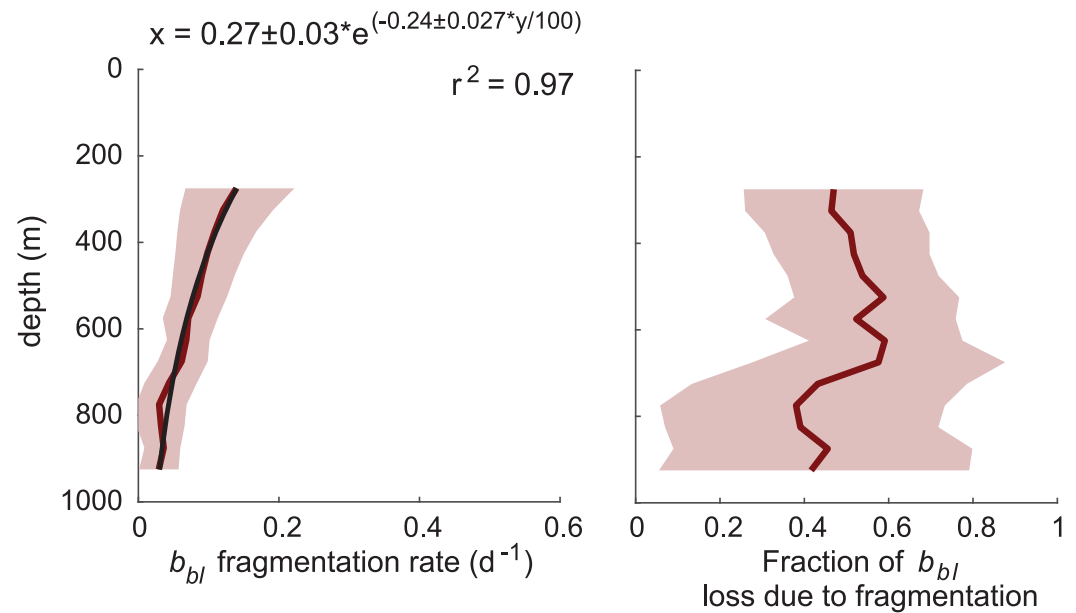 x = 0.27±0.03*e^(-0.24±0.027*y/100)
r² = 0.97
depth (m)
0
200
400
600
800
1000
0 0.2 0.4 0.6
b_bl fragmentation rate (d⁻¹)
0 0.2 0.4 0.6 0.8 1
Fraction of b_bl
loss due to fragmentation